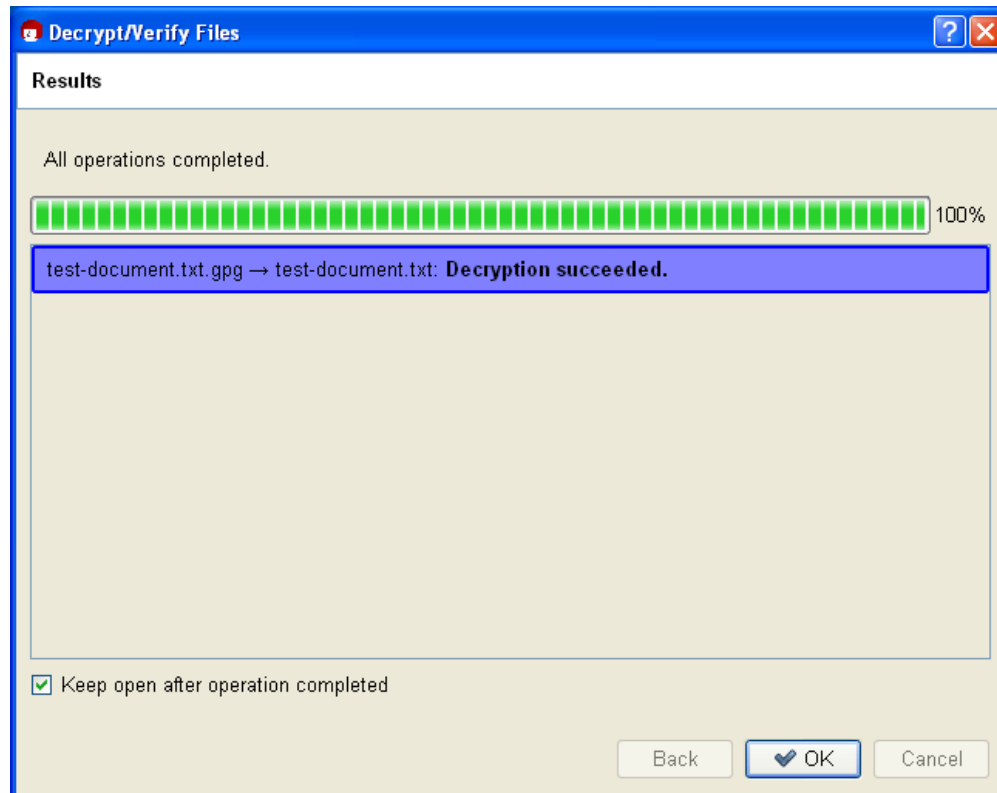 Decrypt/Verify Files
Results
All operations completed.
100%
test-document.txt.gpg → test-document.txt: Decryption succeeded.
Keep open after operation completed
Back
OK
Cancel